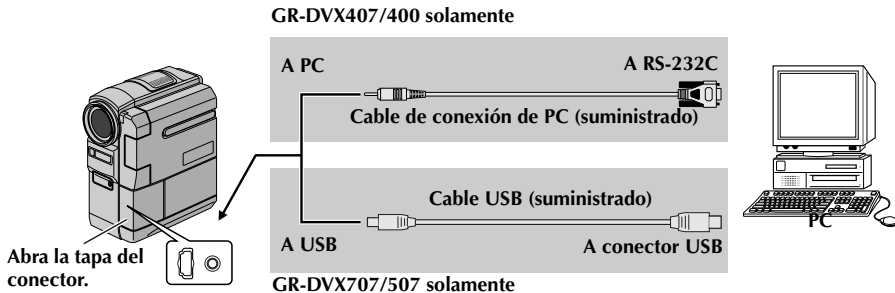 GR-DVX407/400 solamente
A PC
A RS-232C
Cable de conexión de PC (suministrado)
Cable USB (suministrado)
A USB
A conector USB
PC
Abra la tapa del
conector.
GR-DVX707/507 solamente